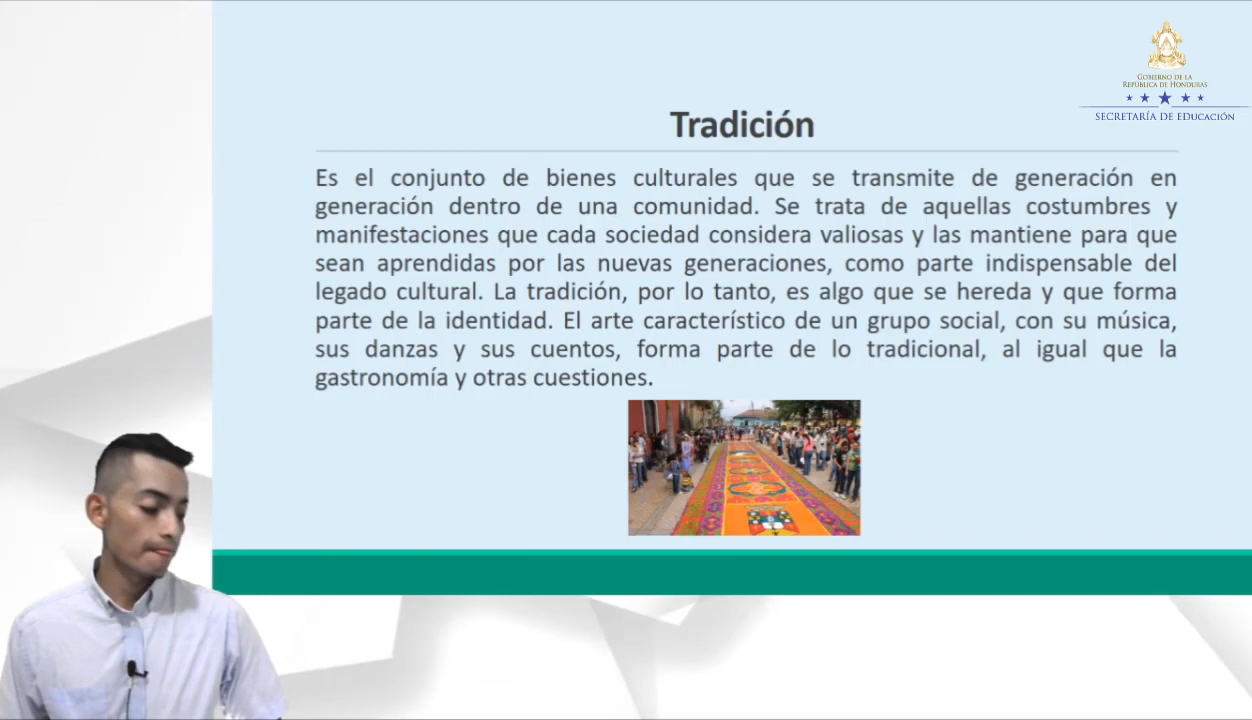 GOBIERNO DE LA
REPÚBLICA DE HONDURAS
SECRETARÍA DE EDUCACIÓN
Tradición
Es el conjunto de bienes culturales que se transmite de generación en
generación dentro de una comunidad. Se trata de aquellas costumbres y
manifestaciones que cada sociedad considera valiosas y las mantiene para que
sean aprendidas por las nuevas generaciones, como parte indispensable del
legado cultural. La tradición, por lo tanto, es algo que se hereda y que forma
parte de la identidad. El arte característico de un grupo social, con su música,
sus danzas y sus cuentos, forma parte de lo tradicional, al igual que la
gastronomía y otras cuestiones.